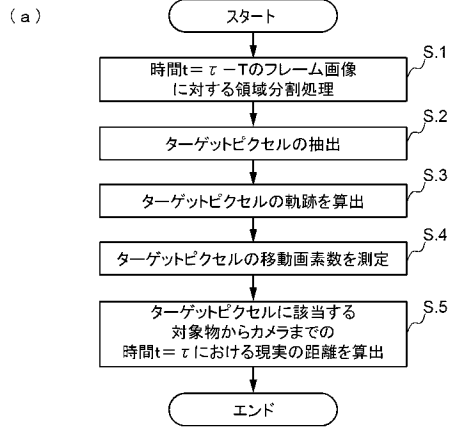 (a)
スタート
時間t=τ-Tのフレーム画像
に対する領域分割処理
S.1
ターゲットピクセルの抽出
S.2
ターゲットピクセルの軌跡を算出
S.3
ターゲットピクセルの移動画素数を測定
S.4
ターゲットピクセルに該当する
対象物からカメラまでの
時間t=τにおける現実の距離を算出
S.5
エンド